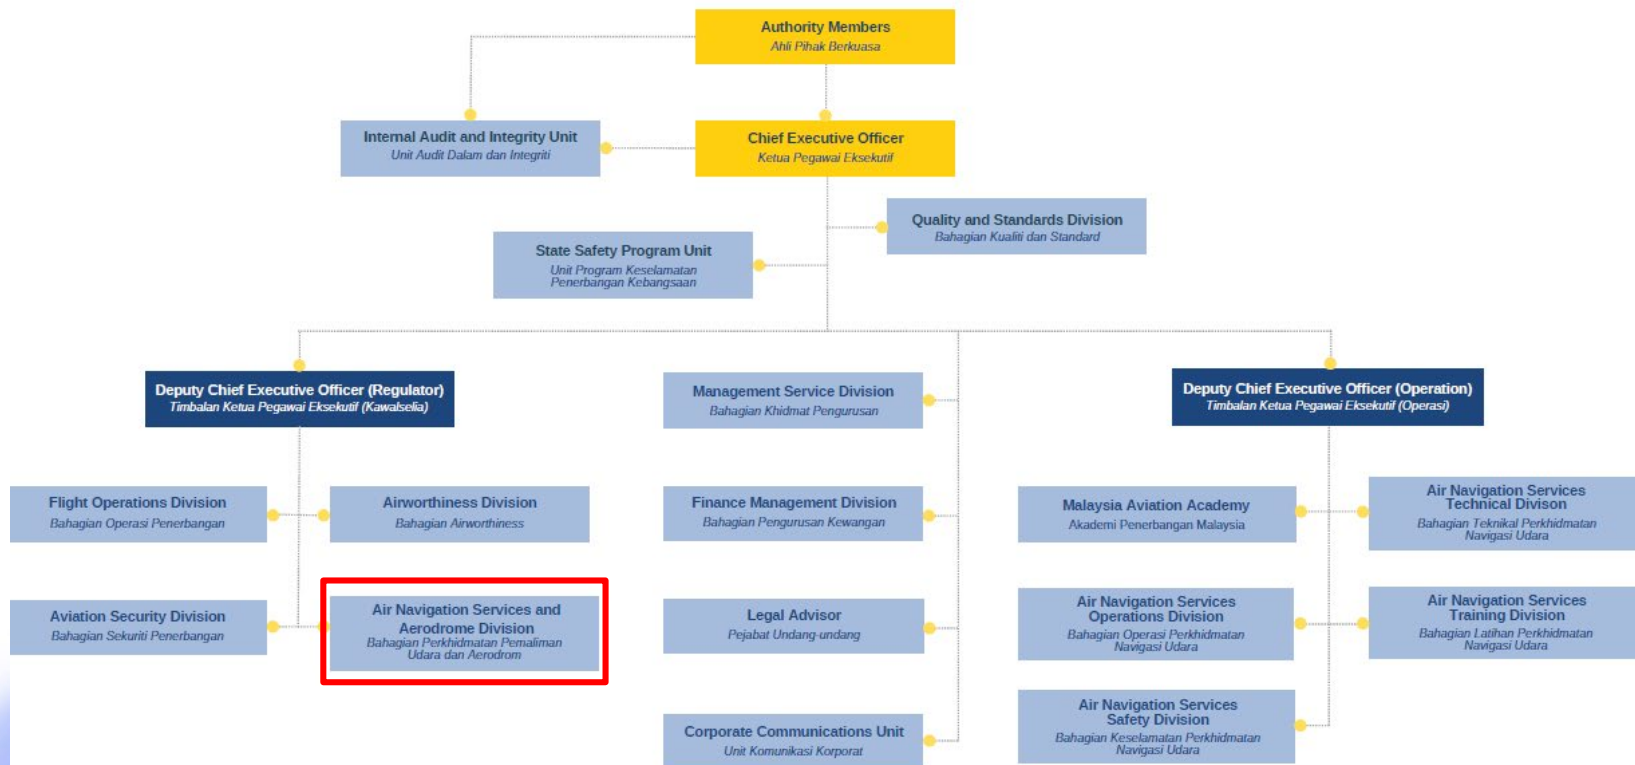 Authority Members
Ahli Pihak Berkuasa
Internal Audit and Integrity Unit
Unit Audit Dalam dan Integriti
Chief Executive Officer
Ketua Pegawai Eksekutif
Quality and Standards Division
Bahagian Kualiti dan Standard
State Safety Program Unit
Unit Program Keselamatan
Penerbangan Kebangsaan
Deputy Chief Executive Officer (Regulator)
Timbalan Ketua Pegawai Eksekutif (Kawalselia)
Management Service Division
Bahagian Khidmat Pengurusan
Deputy Chief Executive Officer (Operation)
Timbalan Ketua Pegawai Eksekutif (Operasi)
Flight Operations Division
Bahagian Operasi Penerbangan
Airworthiness Division
Bahagian Airworthiness
Finance Management Division
Bahagian Pengurusan Kewangan
Malaysia Aviation Academy
Akademi Penerbangan Malaysia
Air Navigation Services
Technical Divison
Bahagian Teknikal Perkhidmatan
Navigasi Udara
Aviation Security Division
Bahagian Sekuriti Penerbangan
Air Navigation Services and
Aerodrome Division
Bahagian Perkhidmatan Pemaliman
Udara dan Aerodrom
Legal Advisor
Pejabat Undang-undang
Air Navigation Services
Operations Division
Bahagian Operasi Perkhidmatan
Navigasi Udara
Air Navigation Services
Training Division
Bahagian Latihan Perkhidmatan
Navigasi Udara
Corporate Communications Unit
Unit Komunikasi Korporat
Air Navigation Services
Safety Division
Bahagian Keselamatan Perkhidmatan
Navigasi Udara